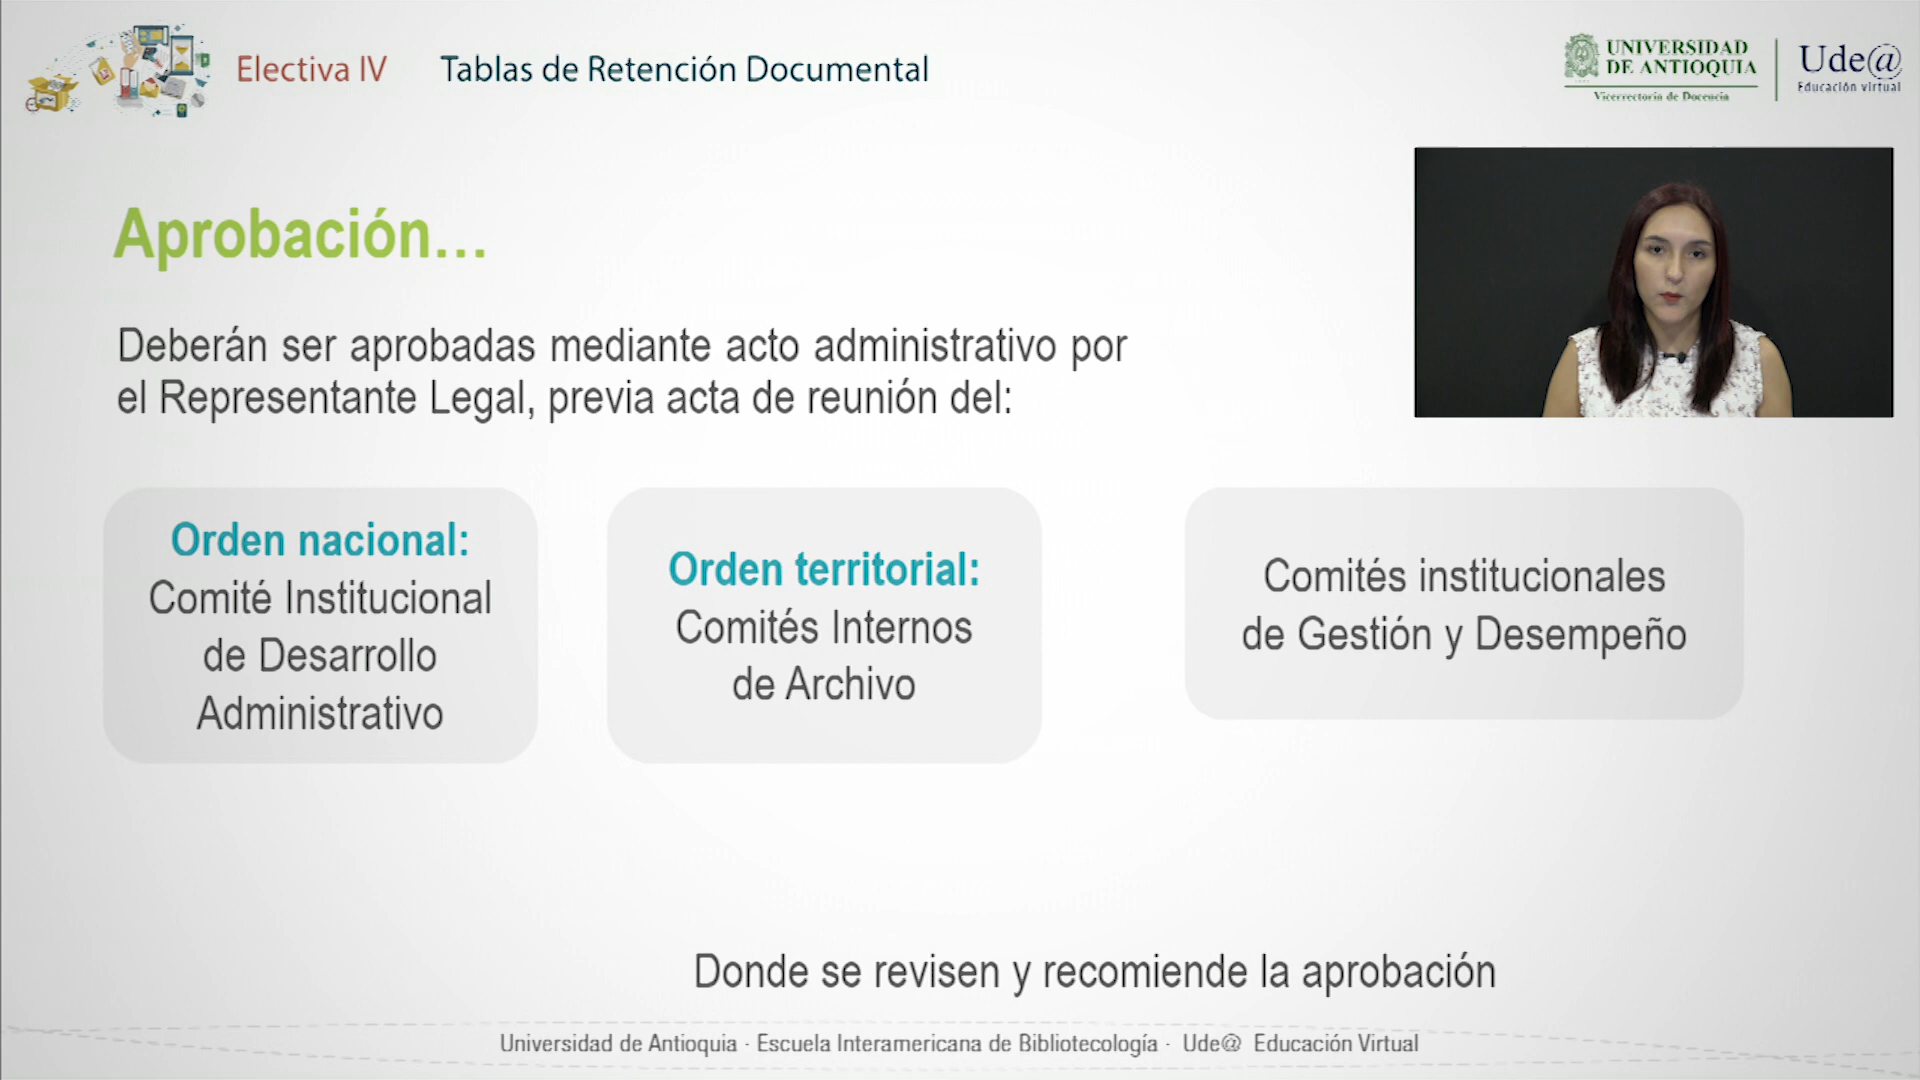 Electiva IV
Tablas de Retención Documental
UNIVERSIDAD
DE ANTIOQUIA
Vicerrectoría de Docencia
Ude@
Educación virtual
Aprobación...
Deberán ser aprobadas mediante acto administrativo por
el Representante Legal, previa acta de reunión del:
Orden nacional:
Comité Institucional
de Desarrollo
Administrativo
Orden territorial:
Comités Internos
de Archivo
Comités institucionales
de Gestión y Desempeño
Donde se revisen y recomiende la aprobación
Universidad de Antioquia · Escuela Interamericana de Bibliotecología · Ude@ Educación Virtual